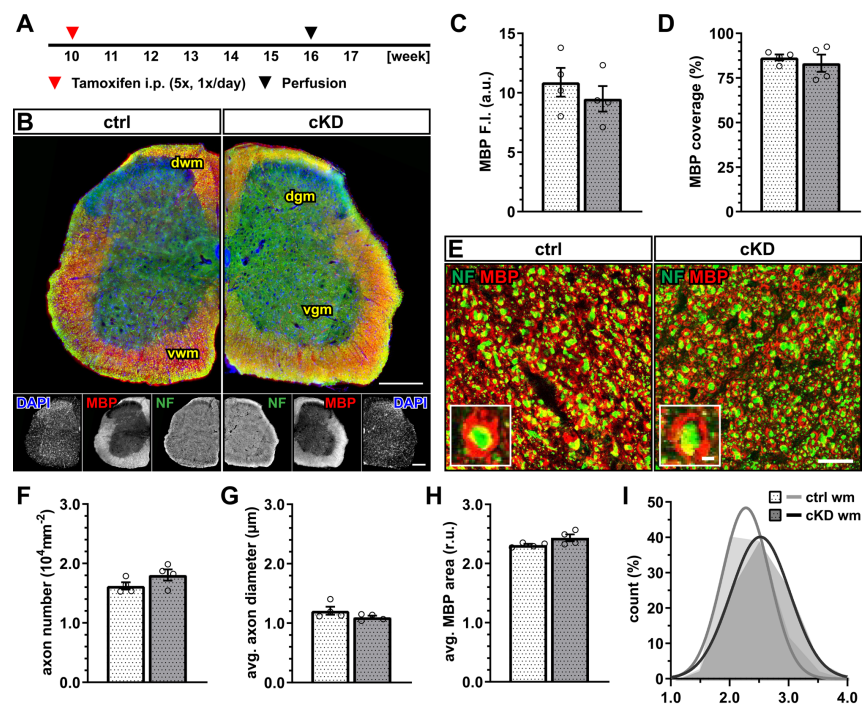 A
10 11 12 13 14 15 16 17 [week]
Tamoxifen i.p. (5x, 1x/day) Perfusion
B
ctrl cKD
dwm
dgm
vgm
vwm
DAPI MBP NF NF MBP DAPI
C
MBP F.I. (a.u.)
15
10
5
0
D
MBP coverage (%)
100
75
50
25
0
E
ctrl cKD
NF MBP NF MBP
F
axon number (10⁴mm⁻²)
3.0
2.0
1.0
0.0
G
avg. axon diameter (µm)
3.0
2.0
1.0
0.0
H
avg. MBP area (r.u.)
3.0
2.0
1.0
0.0
I
ctrl wm
cKD wm
count (%)
50
40
30
20
10
0
1.0 2.0 3.0 4.0